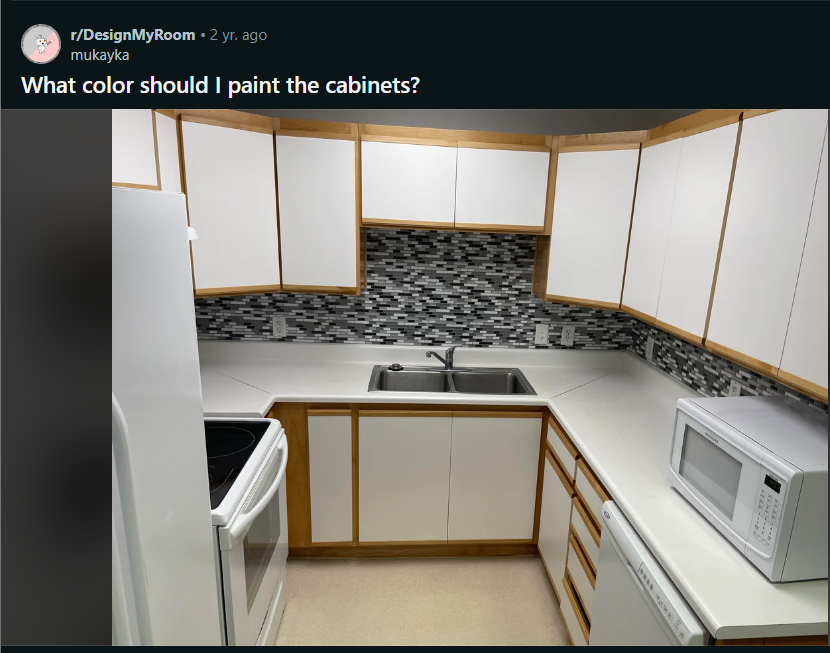 r/DesignMyRoom • 2 yr. ago
mukayka
What color should I paint the cabinets?